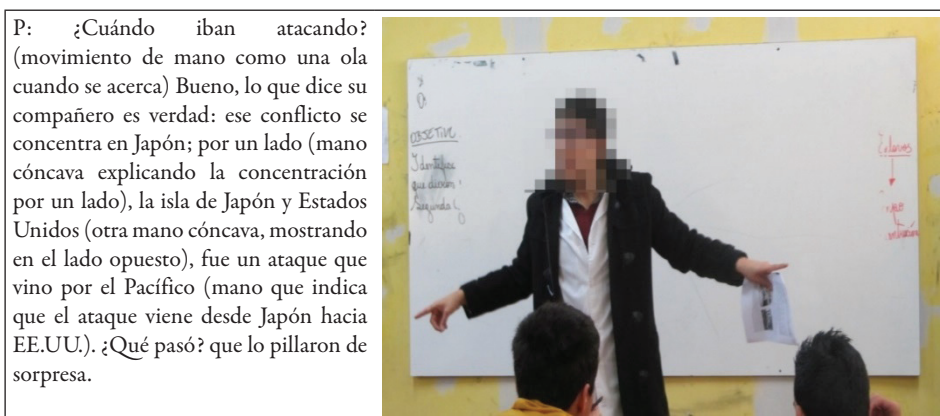 P: ¿Cuándo iban atacando?
(movimiento de mano como una ola
cuando se acerca) Bueno, lo que dice su
compañero es verdad: ese conflicto se
concentra en Japón; por un lado (mano
cóncava explicando la concentración
por un lado), la isla de Japón y Estados
Unidos (otra mano cóncava, mostrando
en el lado opuesto), fue un ataque que
vino por el Pacífico (mano que indica
que el ataque viene desde Japón hacia
EE.UU.). ¿Qué pasó? que lo pillaron de
sorpresa.
OBJETIVO
que dieron
Segunda G